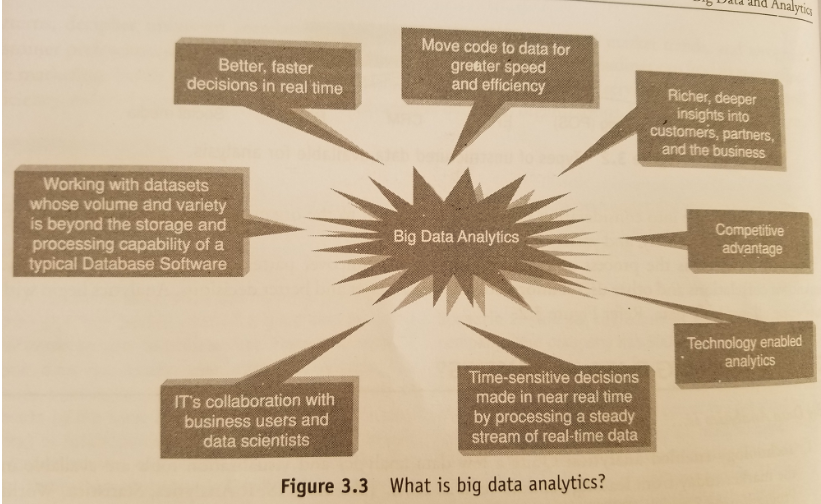 Big Data and Analytics
Better, faster
decisions in real time
Move code to data for
greater speed
and efficiency
Richer, deeper
insights into
customers, partners,
and the business
Working with datasets
whose volume and variety
is beyond the storage and
processing capability of a
typical Database Software
Big Data Analytics
Competitive
advantage
Technology enabled
analytics
IT's collaboration with
business users and
data scientists
Time-sensitive decisions
made in near real time
by processing a steady
stream of real-time data
Figure 3.3 What is big data analytics?